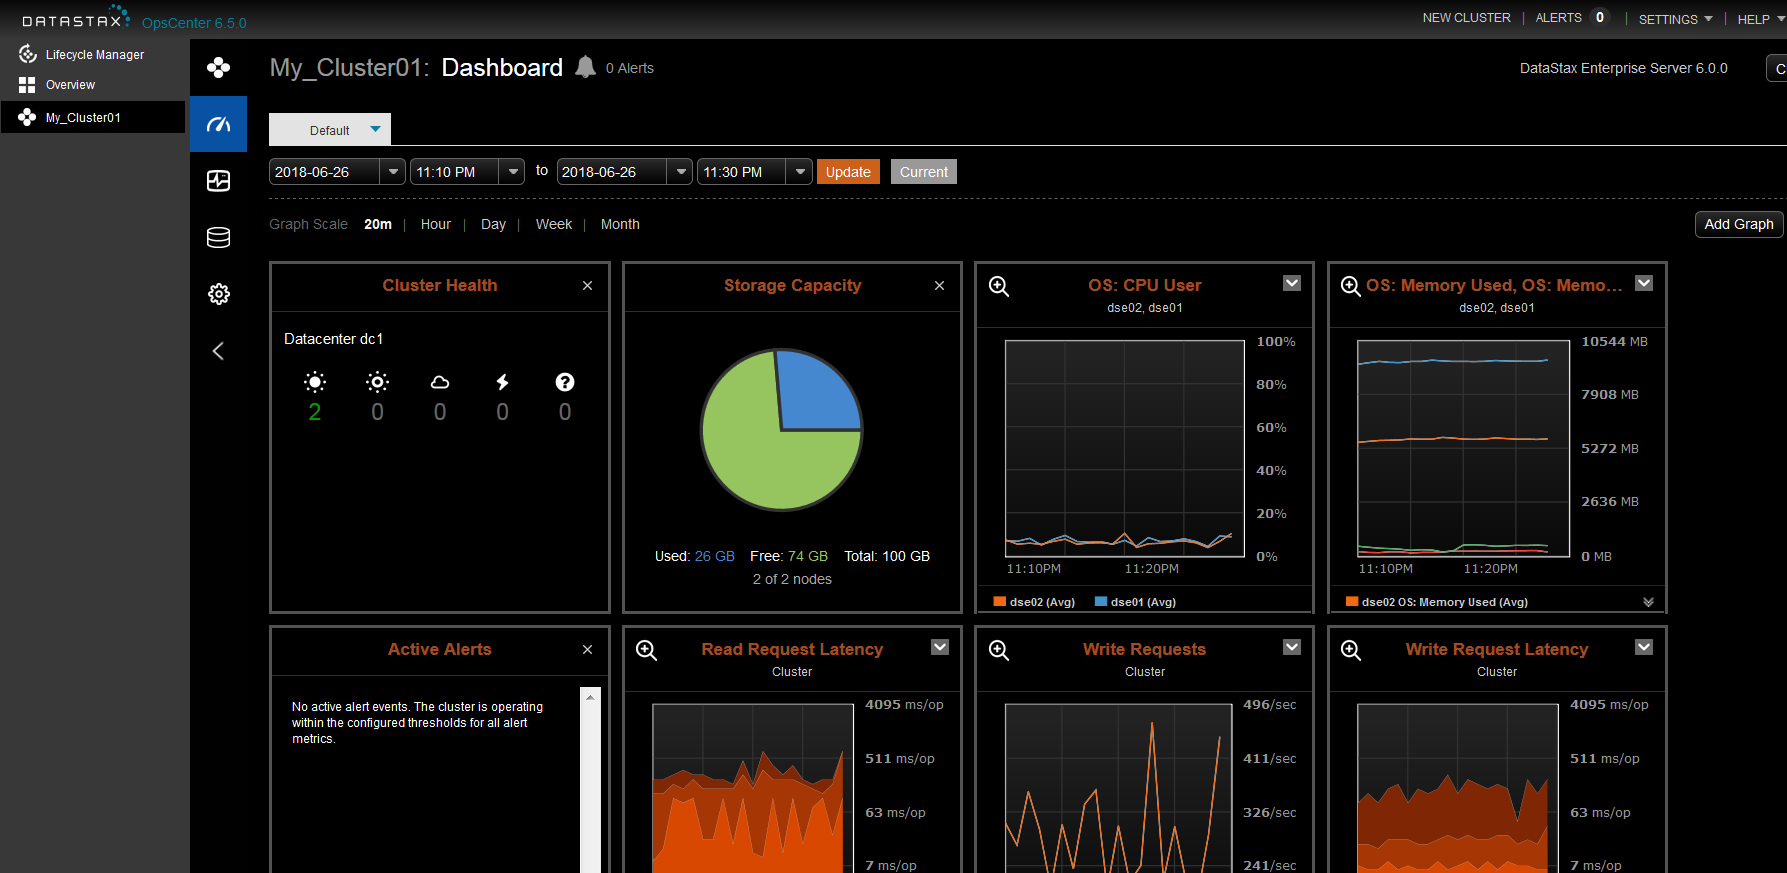 DATASTAX OpsCenter 6.5.0
NEW CLUSTER | ALERTS 0 | SETTINGS | HELP
Lifecycle Manager
Overview
My_Cluster01
My_Cluster01: Dashboard 0 Alerts
DataStax Enterprise Server 6.0.0
Default
2018-06-26 11:10 PM to 2018-06-26 11:30 PM Update Current
Graph Scale 20m | Hour | Day | Week | Month
Add Graph
Cluster Health
Datacenter dc1
2 0 0 0 0
Storage Capacity
Used: 26 GB Free: 74 GB Total: 100 GB
2 of 2 nodes
OS: CPU User
dse02, dse01
100%
80%
60%
40%
20%
0%
11:10PM 11:20PM
dse02 (Avg) dse01 (Avg)
OS: Memory Used, OS: Memo...
dse02, dse01
10544 MB
7908 MB
5272 MB
2636 MB
0 MB
11:10PM 11:20PM
dse02 OS: Memory Used (Avg)
Active Alerts
No active alert events. The cluster is operating
within the configured thresholds for all alert
metrics.
Read Request Latency
Cluster
4095 ms/op
511 ms/op
63 ms/op
7 ms/op
Write Requests
Cluster
496/sec
411/sec
326/sec
241/sec
Write Request Latency
Cluster
4095 ms/op
511 ms/op
63 ms/op
7 ms/op